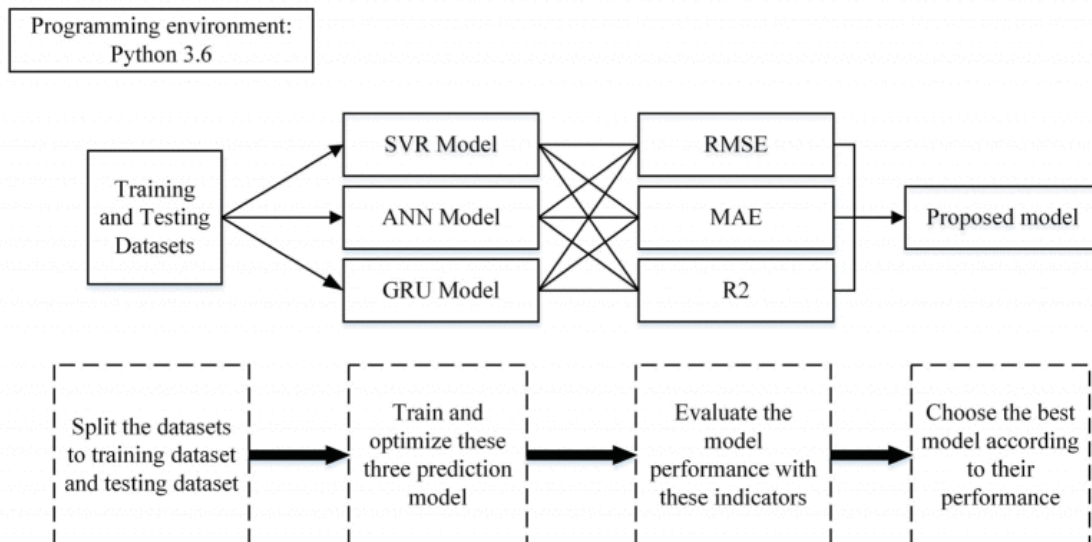 Programming environment:
Python 3.6
Training
and Testing
Datasets
SVR Model
ANN Model
GRU Model
RMSE
MAE
R2
Proposed model
Split the datasets
to training dataset
and testing dataset
Train and
optimize these
three prediction
model
Evaluate the
model
performance with
these indicators
Choose the best
model according
to their
performance